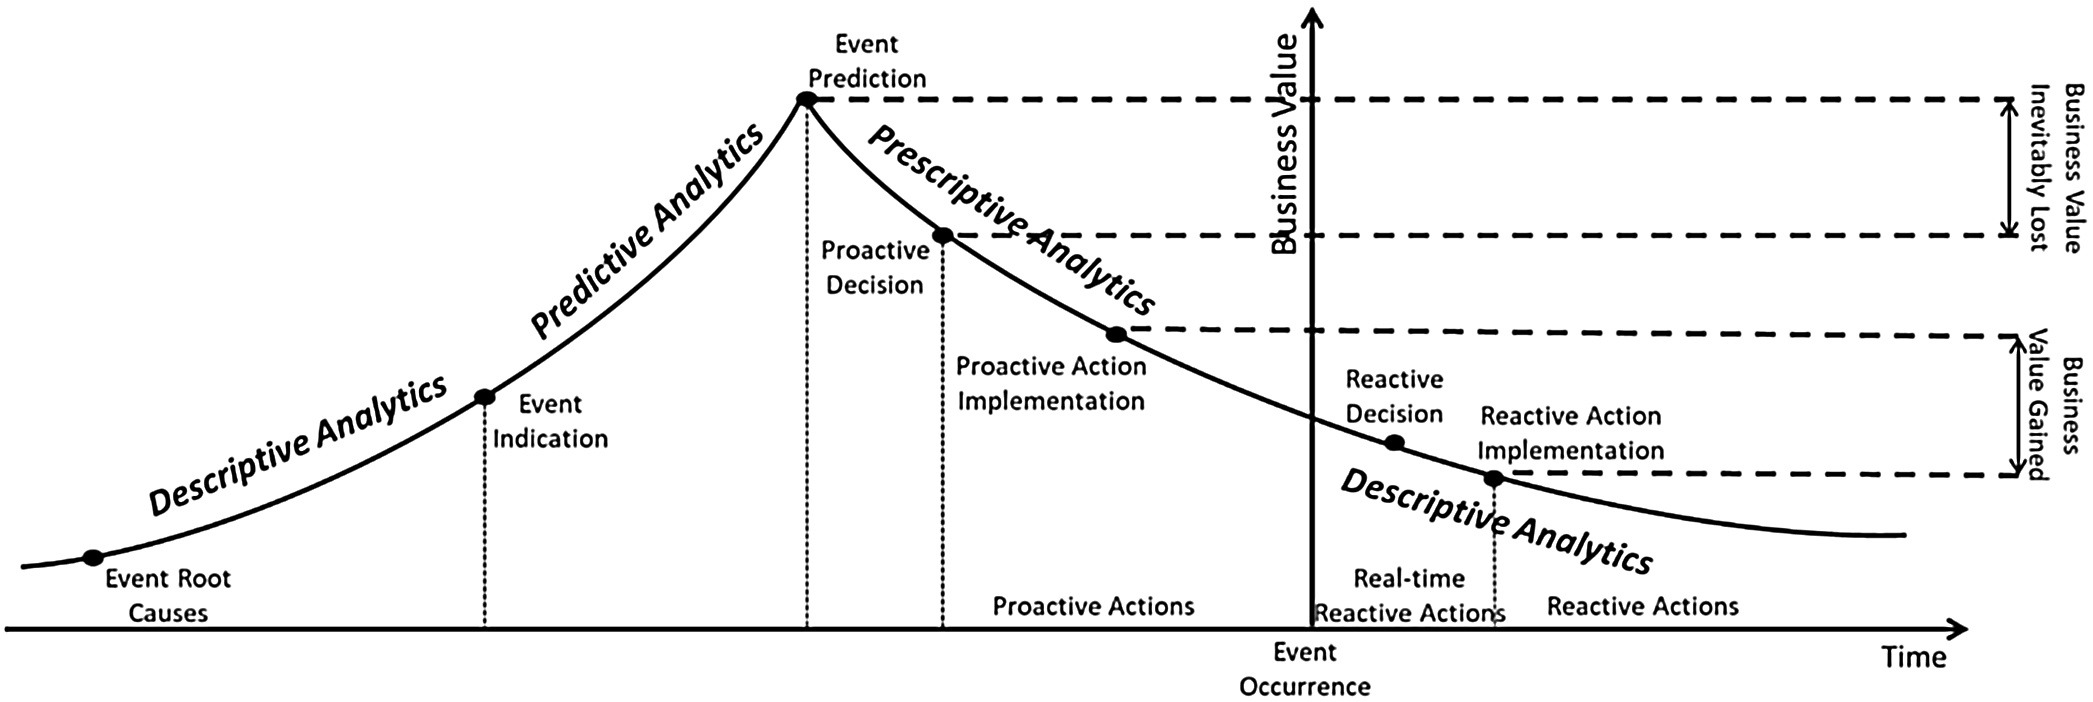 Event
Prediction
Business Value
Business Value
Inevitably Lost
Predictive Analytics
Prescriptive Analytics
Proactive
Decision
Descriptive Analytics
Event
Indication
Proactive Action
Implementation
Reactive
Decision
Reactive Action
Implementation
Business
Value Gained
Descriptive Analytics
Event Root
Causes
Proactive Actions
Real-time
Reactive Actions
Reactive Actions
Event
Occurrence
Time